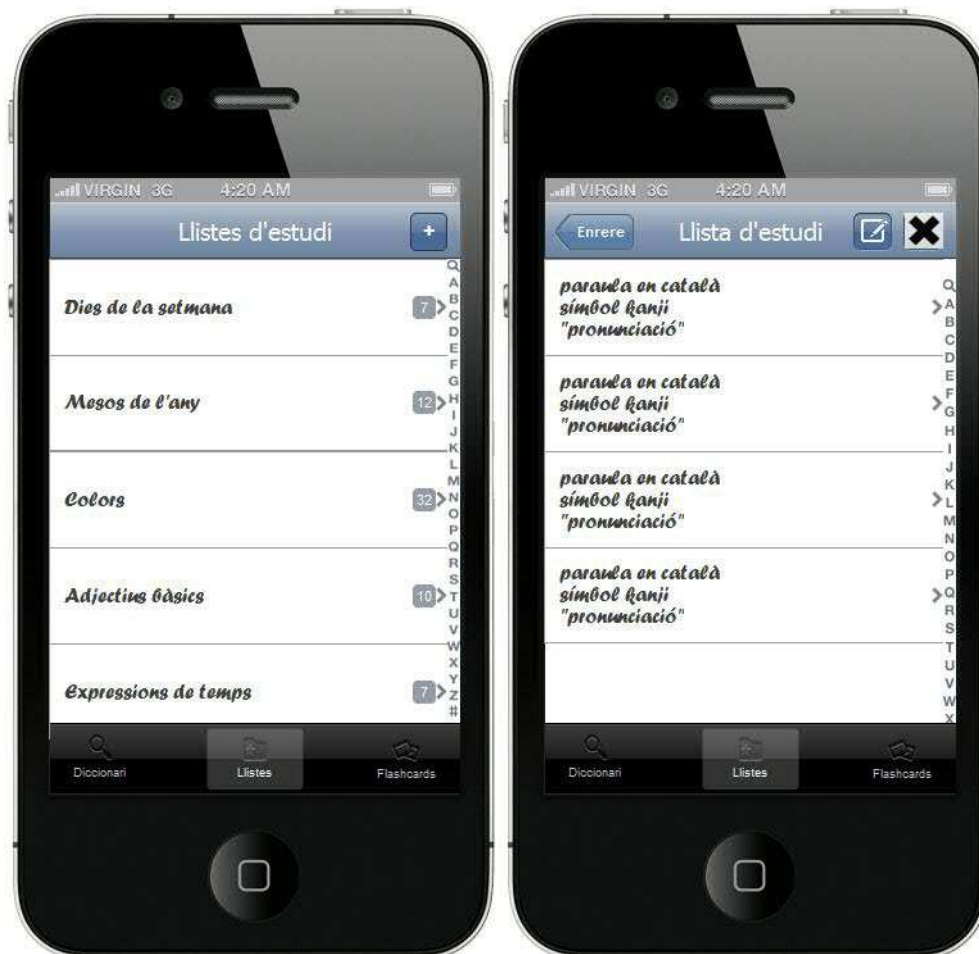 VIRGIN 3G 4:20 AM
Llistes d'estudi +
Dies de la setmana 7
Mesos de l'any 12
Colors 32
Adjectius bàsics 10
Expressions de temps 7
A
B
C
D
E
F
G
H
I
J
K
L
M
N
O
P
Q
R
S
T
U
V
W
X
Y
Z
#
Diccionari Llistes Flashcards
VIRGIN 3G 4:20 AM
Enrere Llista d'estudi
paraula en català
símbol kanji
"pronunciació"
paraula en català
símbol kanji
"pronunciació"
paraula en català
símbol kanji
"pronunciació"
paraula en català
símbol kanji
"pronunciació"
A
B
C
D
E
F
G
H
I
J
K
L
M
N
O
P
Q
R
S
T
U
V
W
X
Diccionari Llistes Flashcards